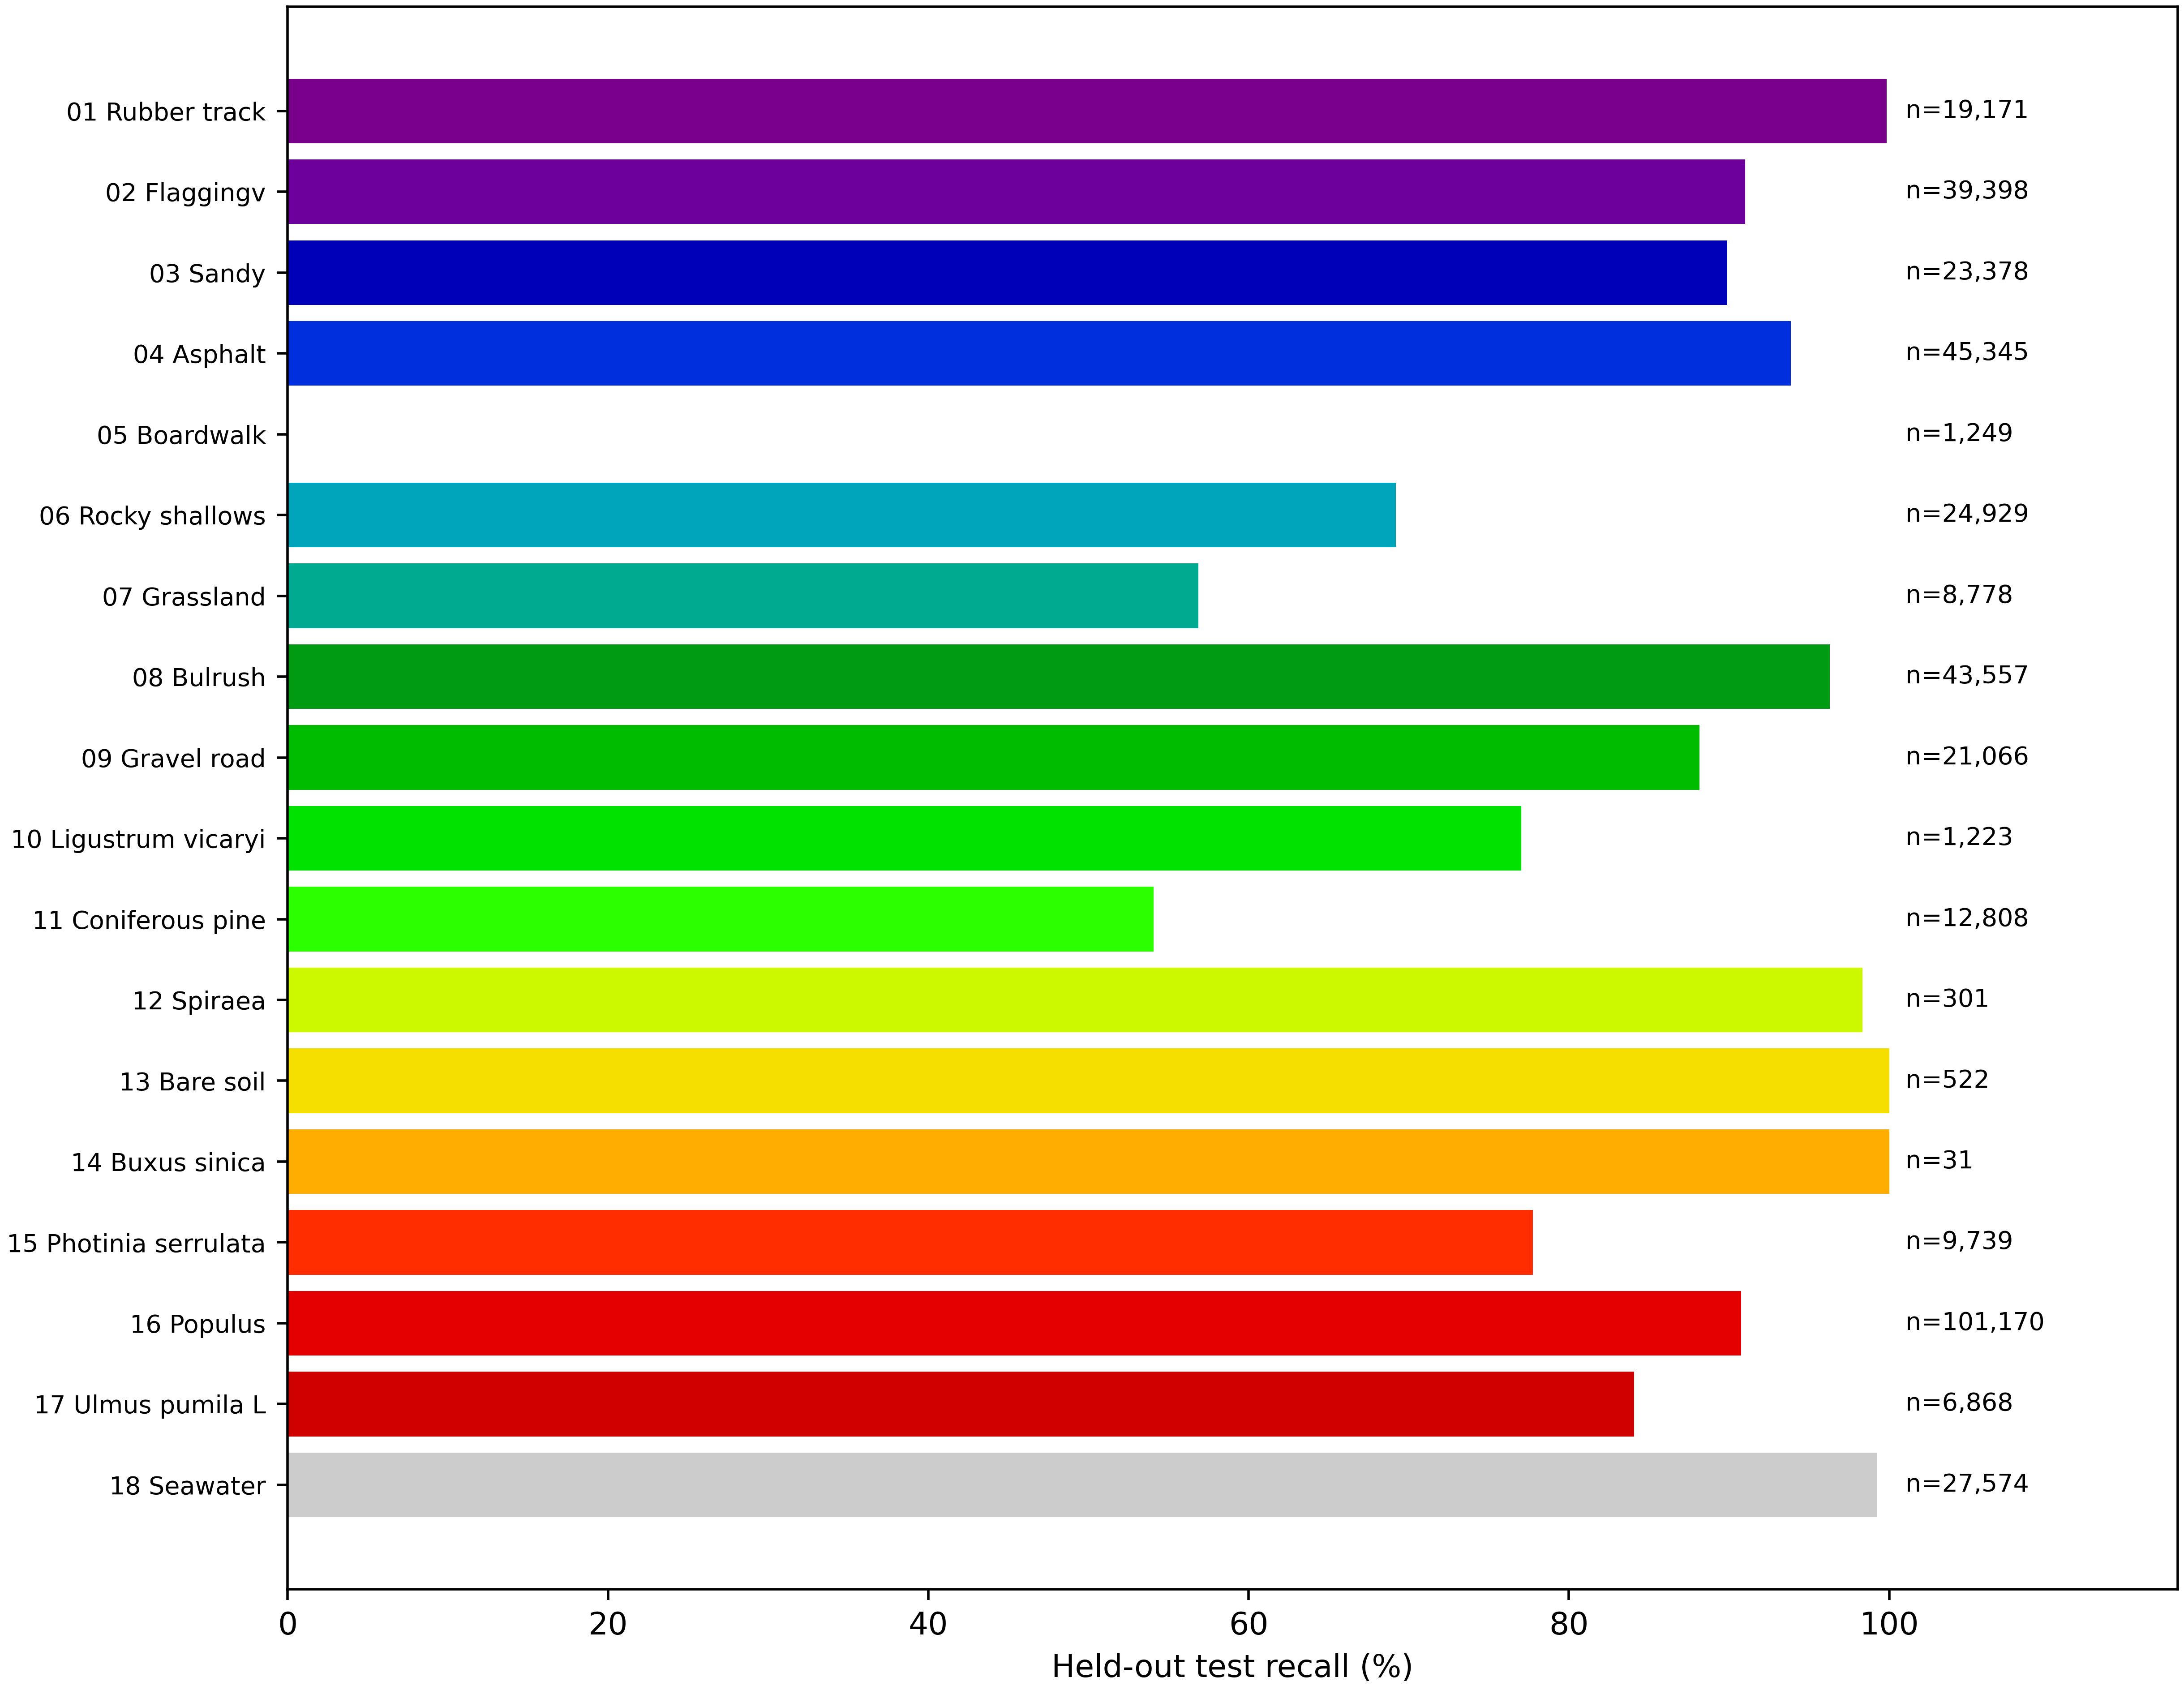 01 Rubber track n=19,171
02 Flaggingv n=39,398
03 Sandy n=23,378
04 Asphalt n=45,345
05 Boardwalk n=1,249
06 Rocky shallows n=24,929
07 Grassland n=8,778
08 Bulrush n=43,557
09 Gravel road n=21,066
10 Ligustrum vicaryi n=1,223
11 Coniferous pine n=12,808
12 Spiraea n=301
13 Bare soil n=522
14 Buxus sinica n=31
15 Photinia serrulata n=9,739
16 Populus n=101,170
17 Ulmus pumila L n=6,868
18 Seawater n=27,574
0 20 40 60 80 100
Held-out test recall (%)